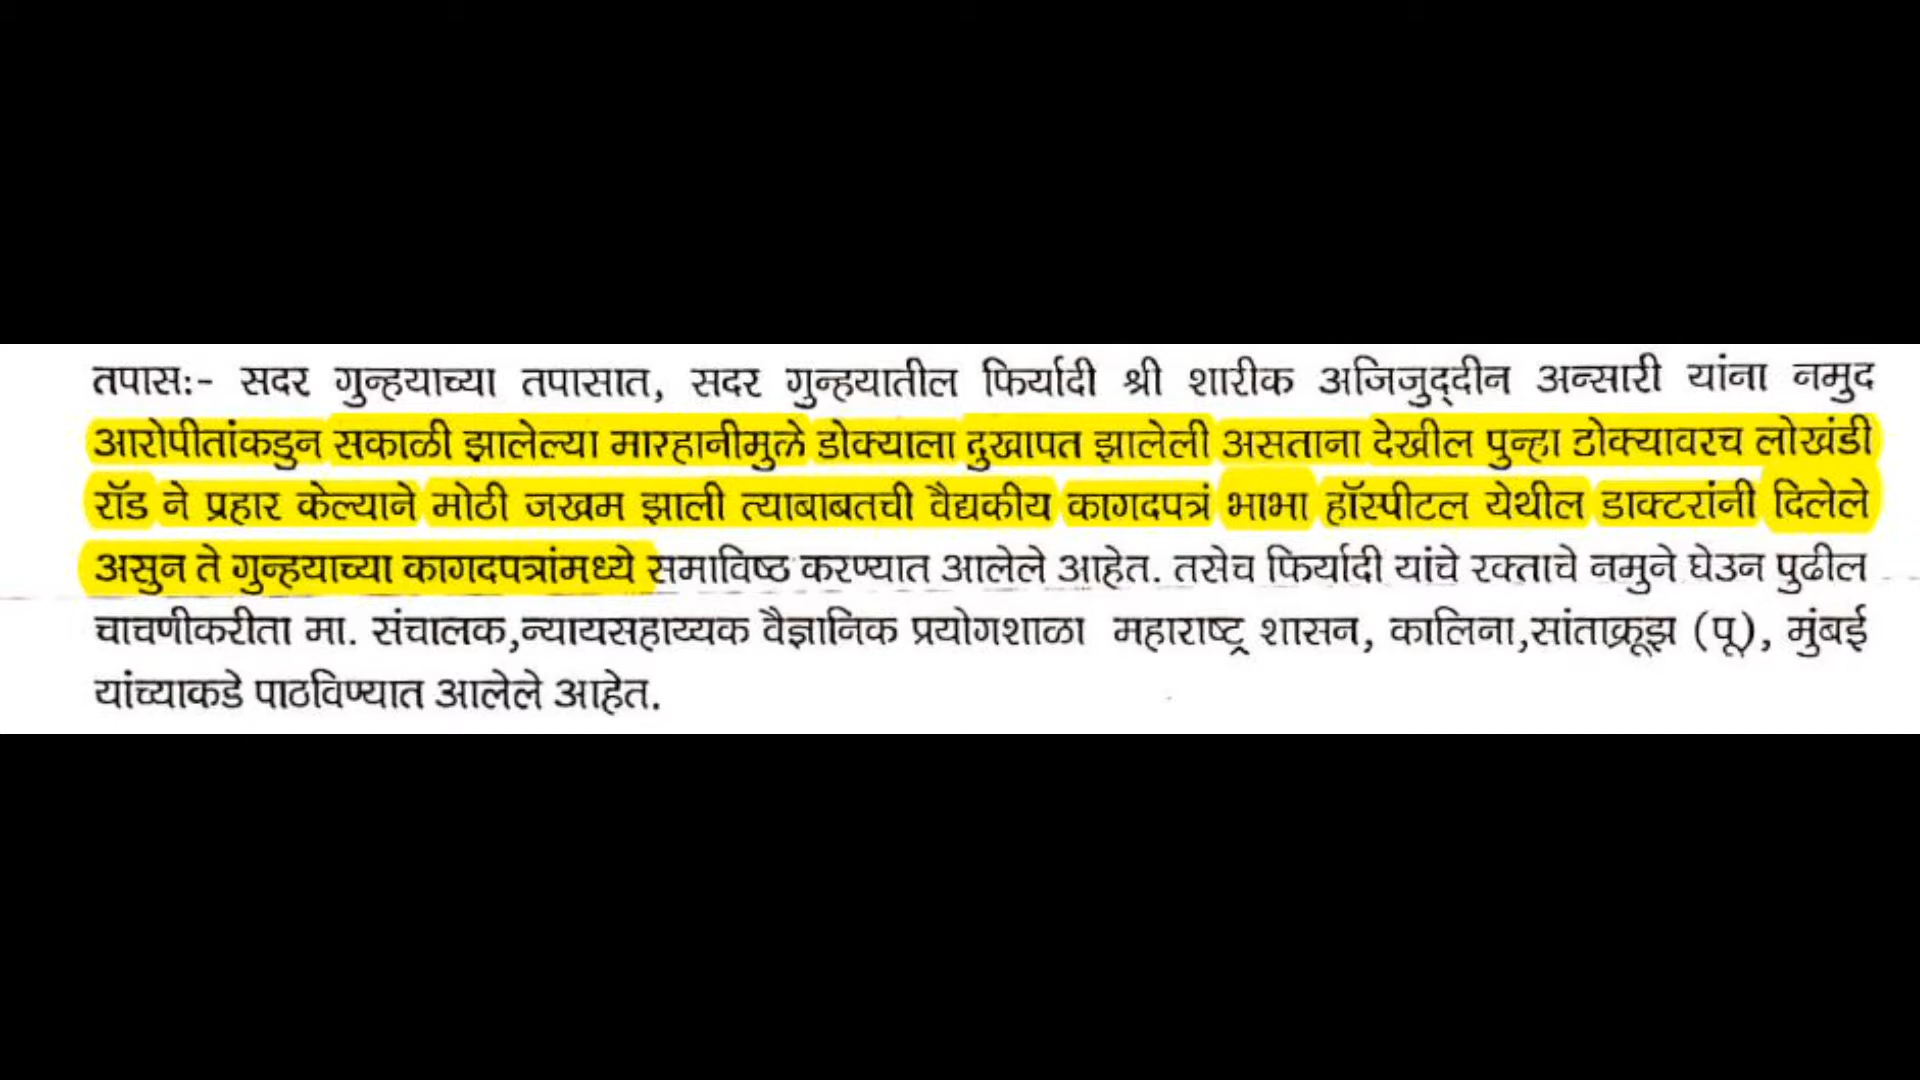 तपास:- सदर गुन्हयाच्या तपासात, सदर गुन्हयातील फिर्यादी श्री शारीक अजिजुद्दीन अन्सारी यांना नमुद
आरोपीतांकडुन सकाळी झालेल्या मारहानीमुळे डोक्याला दुखापत झालेली असताना देखील पुन्हा डोक्यावरच लोखंडी
रॉड ने प्रहार केल्याने मोठी जखम झाली त्याबाबतची वैद्यकीय कागदपत्रं भाभा हॉस्पीटल येथील डाक्टरांनी दिलेले
असुन ते गुन्हयाच्या कागदपत्रांमध्ये समाविष्ठ करण्यात आलेले आहेत. तसेच फिर्यादी यांचे रक्ताचे नमुने घेउन पुढील
चाचणीकरीता मा. संचालक,न्यायसहाय्यक वैज्ञानिक प्रयोगशाळा महाराष्ट्र शासन, कालिना,सांताक्रूझ (पू), मुंबई
यांच्याकडे पाठविण्यात आलेले आहेत.